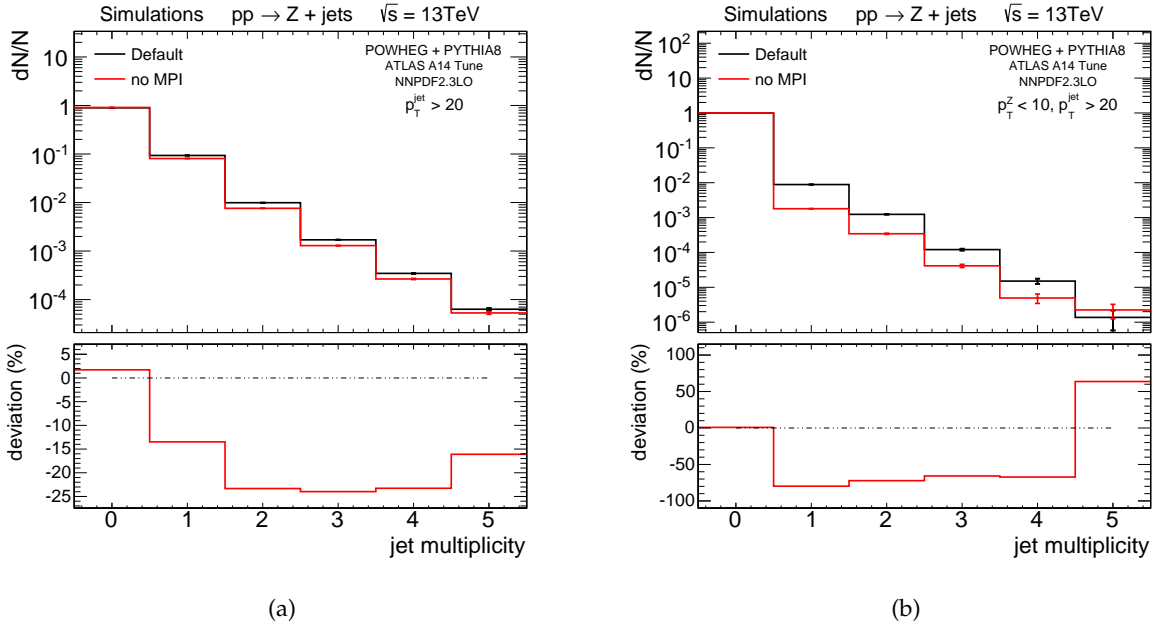 Simulations pp → Z + jets √s = 13TeV
dN/N
10
1
10⁻¹
10⁻²
10⁻³
10⁻⁴
Default
no MPI
POWHEG + PYTHIA8
ATLAS A14 Tune
NNPDF2.3LO
p_T^jet > 20
deviation (%)
5
0
-5
-10
-15
-20
-25
0 1 2 3 4 5
jet multiplicity
(a)
Simulations pp → Z + jets √s = 13TeV
dN/N
10²
10
1
10⁻¹
10⁻²
10⁻³
10⁻⁴
10⁻⁵
10⁻⁶
Default
no MPI
POWHEG + PYTHIA8
ATLAS A14 Tune
NNPDF2.3LO
p_T^Z < 10, p_T^jet > 20
deviation (%)
100
50
0
-50
-100
0 1 2 3 4 5
jet multiplicity
(b)